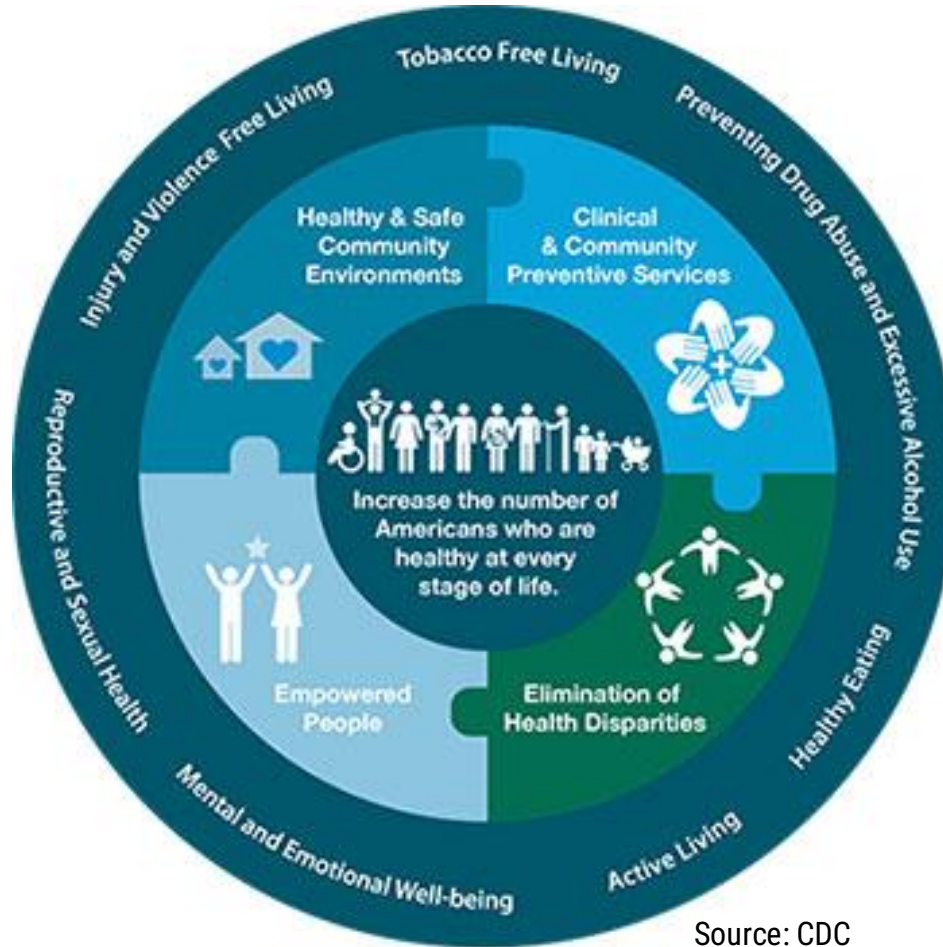 Tobacco Free Living
Preventing Drug Abuse and Excessive Alcohol Use
Healthy Eating
Active Living
Mental and Emotional Well-being
Reproductive and Sexual Health
Injury and Violence Free Living
Healthy & Safe
Community
Environments
Clinical
& Community
Preventive Services
Increase the number of
Americans who are
healthy at every
stage of life.
Empowered
People
Elimination of
Health Disparities
Source: CDC